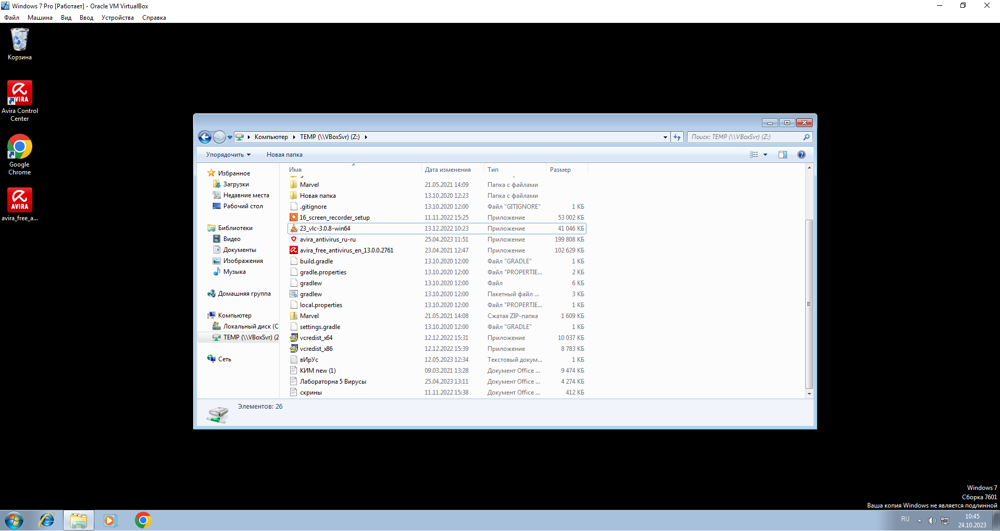 Windows 7 Pro [Работает] - Oracle VM VirtualBox
Файл Машина Вид Ввод Устройства Справка
Корзина
AVIRA
Avira Control
Center
Google
Chrome
AVIRA
avira_free_a...
Компьютер TEMP (\\VBoxSvr) (Z:)
Поиск: TEMP (\\VBoxSvr) (Z:)
Упорядочить Новая папка
Избранное
Загрузки
Недавние места
Рабочий стол
Библиотеки
Видео
Документы
Изображения
Музыка
Домашняя группа
Компьютер
Локальный диск (C
TEMP (\\VBoxSvr) (Z
Сеть
Имя Дата изменения Тип Размер
Marvel 21.05.2021 14:09 Папка с файлами
Новая папка 13.10.2020 12:23 Папка с файлами
.gitignore 13.10.2020 12:00 Файл "GITIGNORE" 1 КБ
16_screen_recorder_setup 11.11.2022 15:25 Приложение 53 002 КБ
23_vlc-3.0.8-win64 13.12.2022 10:23 Приложение 41 046 КБ
avira_antivirus_ru-ru 25.04.2023 11:51 Приложение 199 808 КБ
avira_free_antivirus_en_13.0.0.2761 23.04.2021 12:47 Приложение 102 629 КБ
build.gradle 13.10.2020 12:00 Файл "GRADLE" 1 КБ
gradle.properties 13.10.2020 12:00 Файл "PROPERTIE... 2 КБ
gradlew 13.10.2020 12:00 Файл 6 КБ
gradlew 13.10.2020 12:00 Пакетный файл ... 3 КБ
local.properties 13.10.2020 12:00 Файл "PROPERTIE... 1 КБ
Marvel 21.05.2021 14:08 Сжатая ZIP-папка 1 609 КБ
settings.gradle 13.10.2020 12:00 Файл "GRADLE" 1 КБ
vcredist_x64 12.12.2022 15:31 Приложение 10 037 КБ
vcredist_x86 12.12.2022 15:39 Приложение 8 783 КБ
вИрУс 12.05.2023 12:34 Текстовый докум... 1 КБ
КИМ new (1) 09.03.2021 13:28 Документ Office ... 9 474 КБ
Лабораторна 5 Вирусы 25.04.2023 13:11 Документ Office ... 4 274 КБ
скрины 11.11.2022 15:38 Документ Office ... 412 КБ
Элементов: 26
Windows 7
Сборка 7601
Ваша копия Windows не является подлинной
RU
10:45
24.10.2023